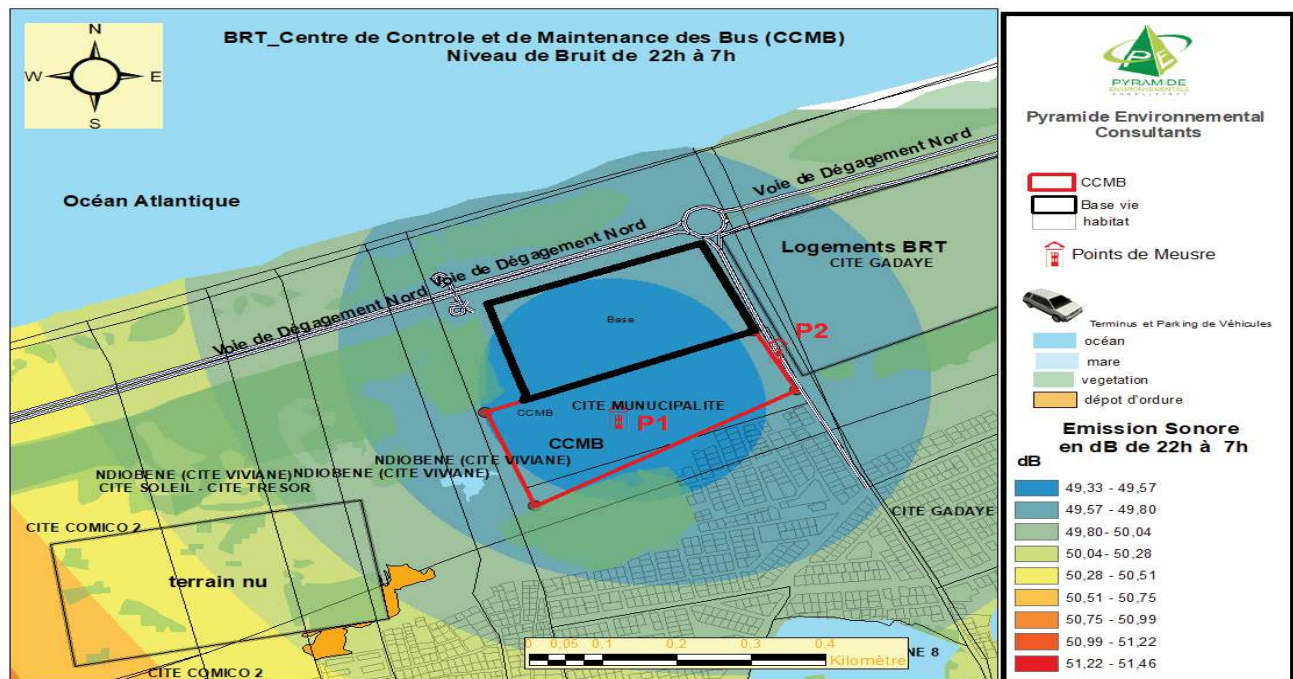 BRT_Centre de Controle et de Maintenance des Bus (CCMB)
Niveau de Bruit de 22h à 7h
N
W
E
S
Océan Atlantique
Voie de Dégagement Nord
Voie de Dégagement Nord
Voie de Dégagement Nord
Logements BRT
CITE GADAYE
Base
P2
CITE MUNUCIPALITE
CCMB
P1
CCMB
NDIOBENE (CITE VIVIANE)
NDIOBENE (CITE VIVIANE)
NDIOBENE (CITE VIVIANE)
CITE SOLEIL - CITE TRESOR
CITE GADAYE
CITE COMICO 2
terrain nu
CITE COMICO 2
0 0,05 0,1 0,2 0,3 0,4
Kilomètre
NE 8
PE
PYRAMIDE
ENVIRONNEMENTAL
CONSULTANTS
Pyramide Environmental
Consultants
CCMB
Base vie
habitat
Points de Meusre
Terminus et Parking de Véhicules
océan
mare
vegetation
dépot d'ordure
Emission Sonore
en dB de 22h à 7h
dB
49,33 - 49,57
49,57 - 49,80
49,80- 50,04
50,04 - 50,28
50,28 - 50,51
50,51 - 50,75
50,75 - 50,99
50,99 - 51,22
51,22 - 51,46